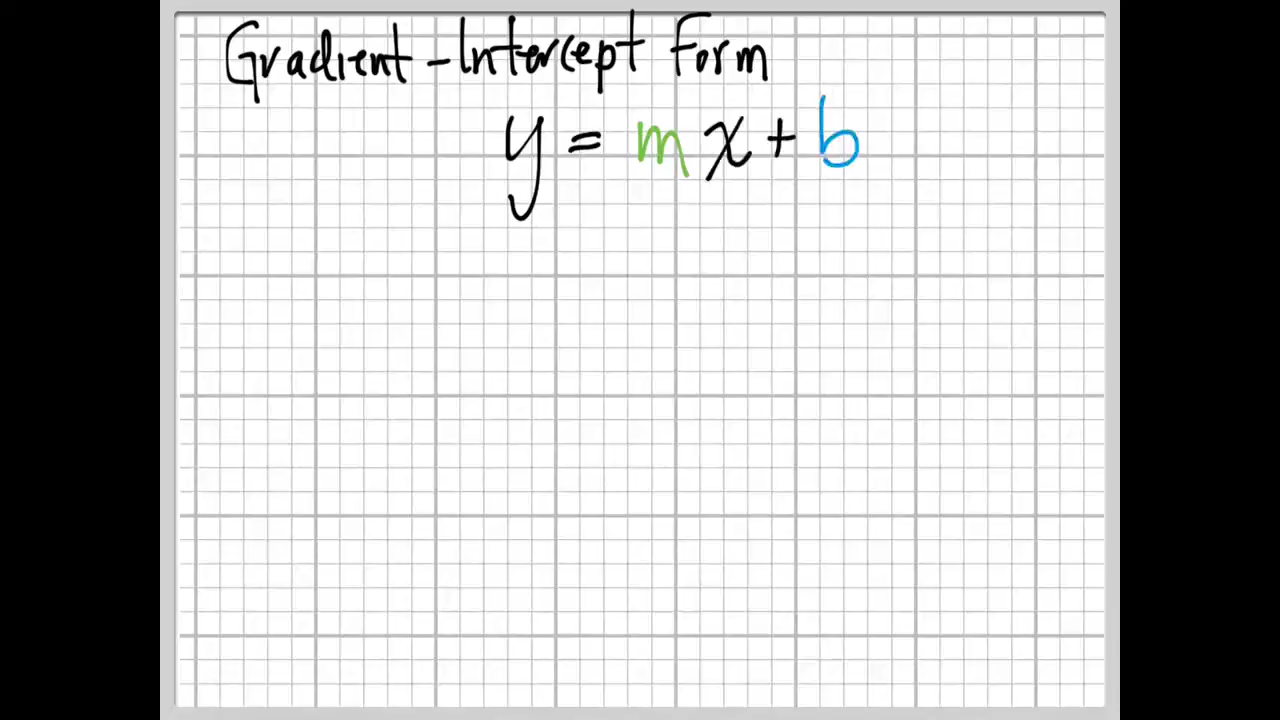 Gradient-Intercept Form
y = mx + b